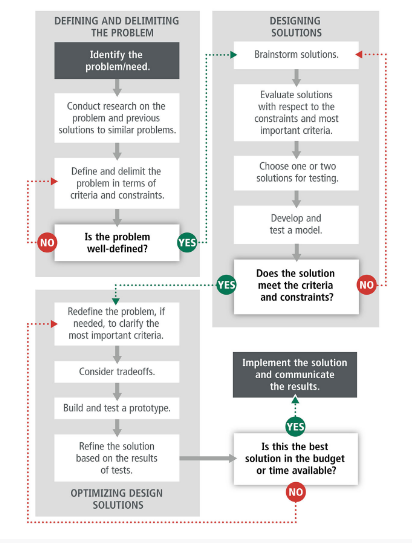 DEFINING AND DELIMITING
THE PROBLEM
Identify the
problem/need.
Conduct research on the
problem and previous
solutions to similar problems.
Define and delimit the
problem in terms of
criteria and constraints.
Is the problem
well-defined?
NO
YES
DESIGNING
SOLUTIONS
Brainstorm solutions.
Evaluate solutions
with respect to the
constraints and most
important criteria.
Choose one or two
solutions for testing.
Develop and
test a model.
Does the solution
meet the criteria
and constraints?
YES
NO
Redefine the problem, if
needed, to clarify the
most important criteria.
Consider tradeoffs.
Build and test a prototype.
Refine the solution
based on the results
of tests.
OPTIMIZING DESIGN
SOLUTIONS
Implement the solution
and communicate
the results.
YES
Is this the best
solution in the budget
or time available?
NO